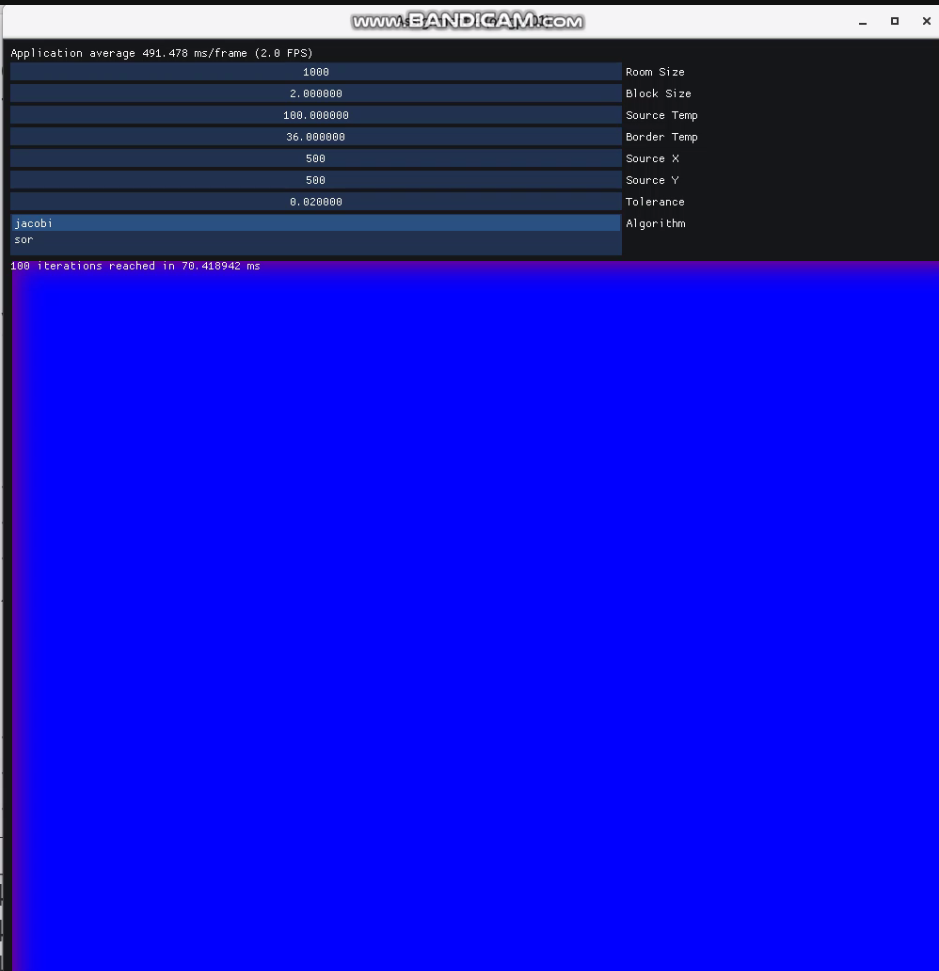 www.BANDICAM.com
Application average 491.478 ms/frame (2.0 FPS)
1000 Room Size
2.000000 Block Size
100.000000 Source Temp
36.000000 Border Temp
500 Source X
500 Source Y
0.020000 Tolerance
jacobi Algorithm
sor
100 iterations reached in 70.418942 ms